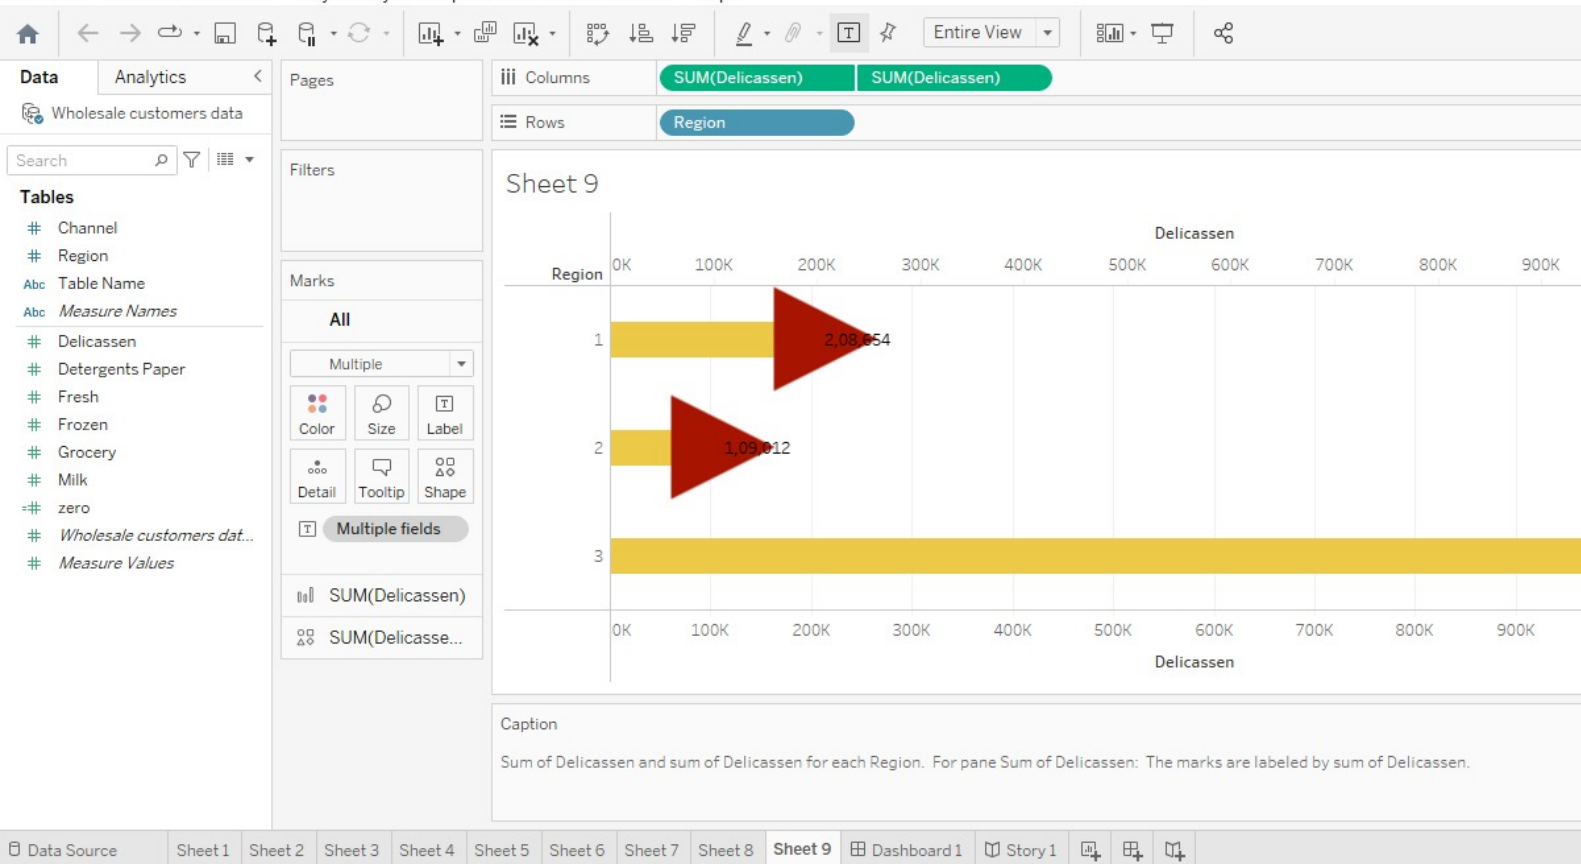 Entire View
Data
Analytics
Wholesale customers data
Search
Tables
Channel
Region
Abc Table Name
Abc Measure Names
Delicassen
Detergents Paper
Fresh
Frozen
Grocery
Milk
zero
Wholesale customers dat...
Measure Values
Pages
Filters
Marks
All
Multiple
Color Size Label
Detail Tooltip Shape
Multiple fields
SUM(Delicassen)
SUM(Delicasse...
Columns SUM(Delicassen) SUM(Delicassen)
Rows Region
Sheet 9
Delicassen
Region 0K 100K 200K 300K 400K 500K 600K 700K 800K 900K
1 2,08,654
2 1,09,012
3
0K 100K 200K 300K 400K 500K 600K 700K 800K 900K
Delicassen
Caption
Sum of Delicassen and sum of Delicassen for each Region. For pane Sum of Delicassen: The marks are labeled by sum of Delicassen.
Data Source Sheet 1 Sheet 2 Sheet 3 Sheet 4 Sheet 5 Sheet 6 Sheet 7 Sheet 8 Sheet 9 Dashboard 1 Story 1